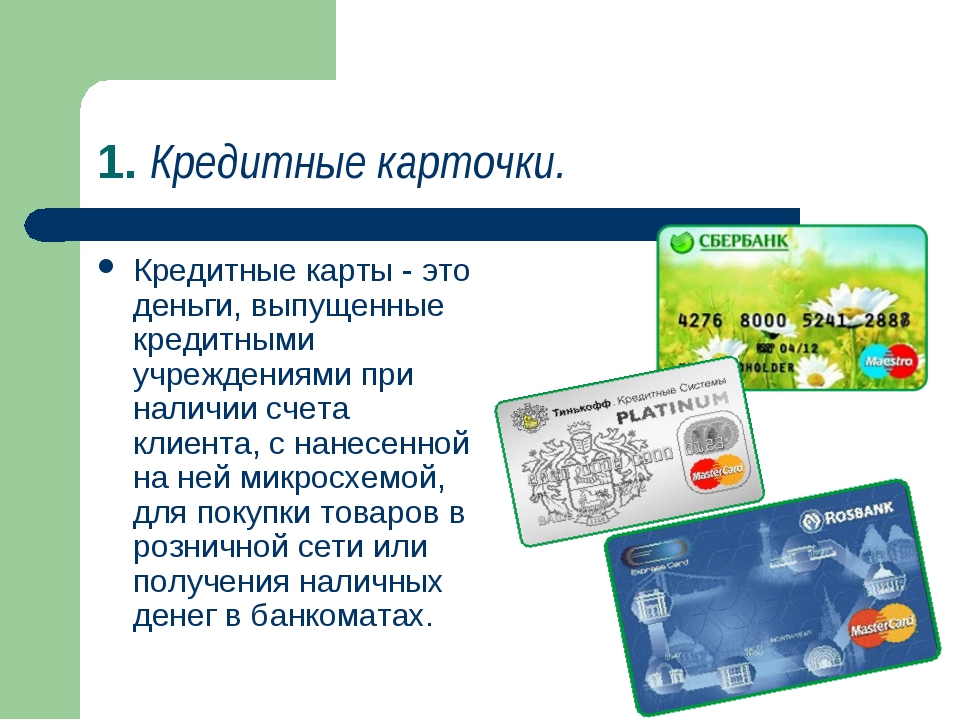 1. Кредитные карточки.
Кредитные карты - это
деньги, выпущенные
кредитными
учреждениями при
наличии счета
клиента, с нанесенной
на ней микросхемой,
для покупки товаров в
розничной сети или
получения наличных
денег в банкоматах.
СБЕРБАНК
4276 8000 5241 2888
04/12
Maestro
Тинькофф. Кредитные Системы
PLATINUM
MasterCard
ROSBANK
Express Card
MONTH/YEAR
MasterCard